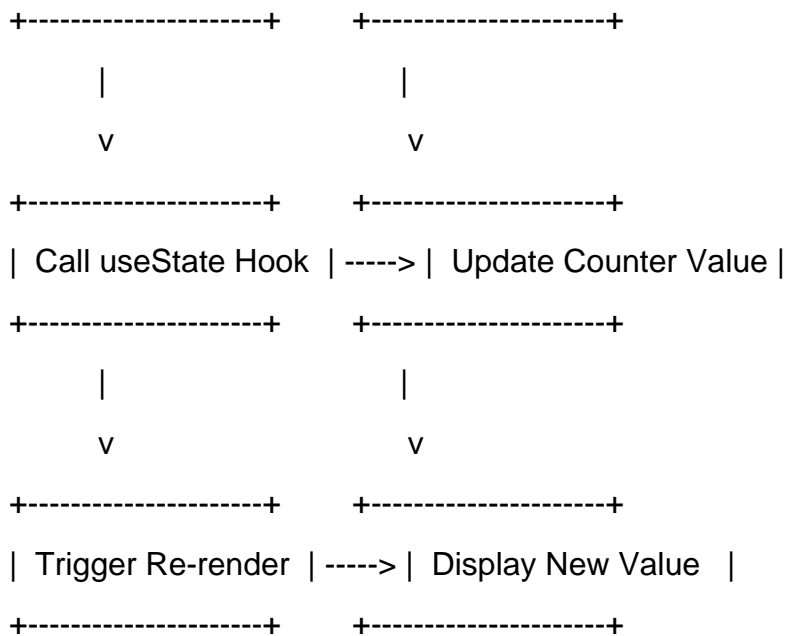 +----------------------+ +----------------------+
| |
v v
+----------------------+ +----------------------+
| Call useState Hook | -----> | Update Counter Value |
+----------------------+ +----------------------+
| |
v v
+----------------------+ +----------------------+
| Trigger Re-render | -----> | Display New Value |
+----------------------+ +----------------------+